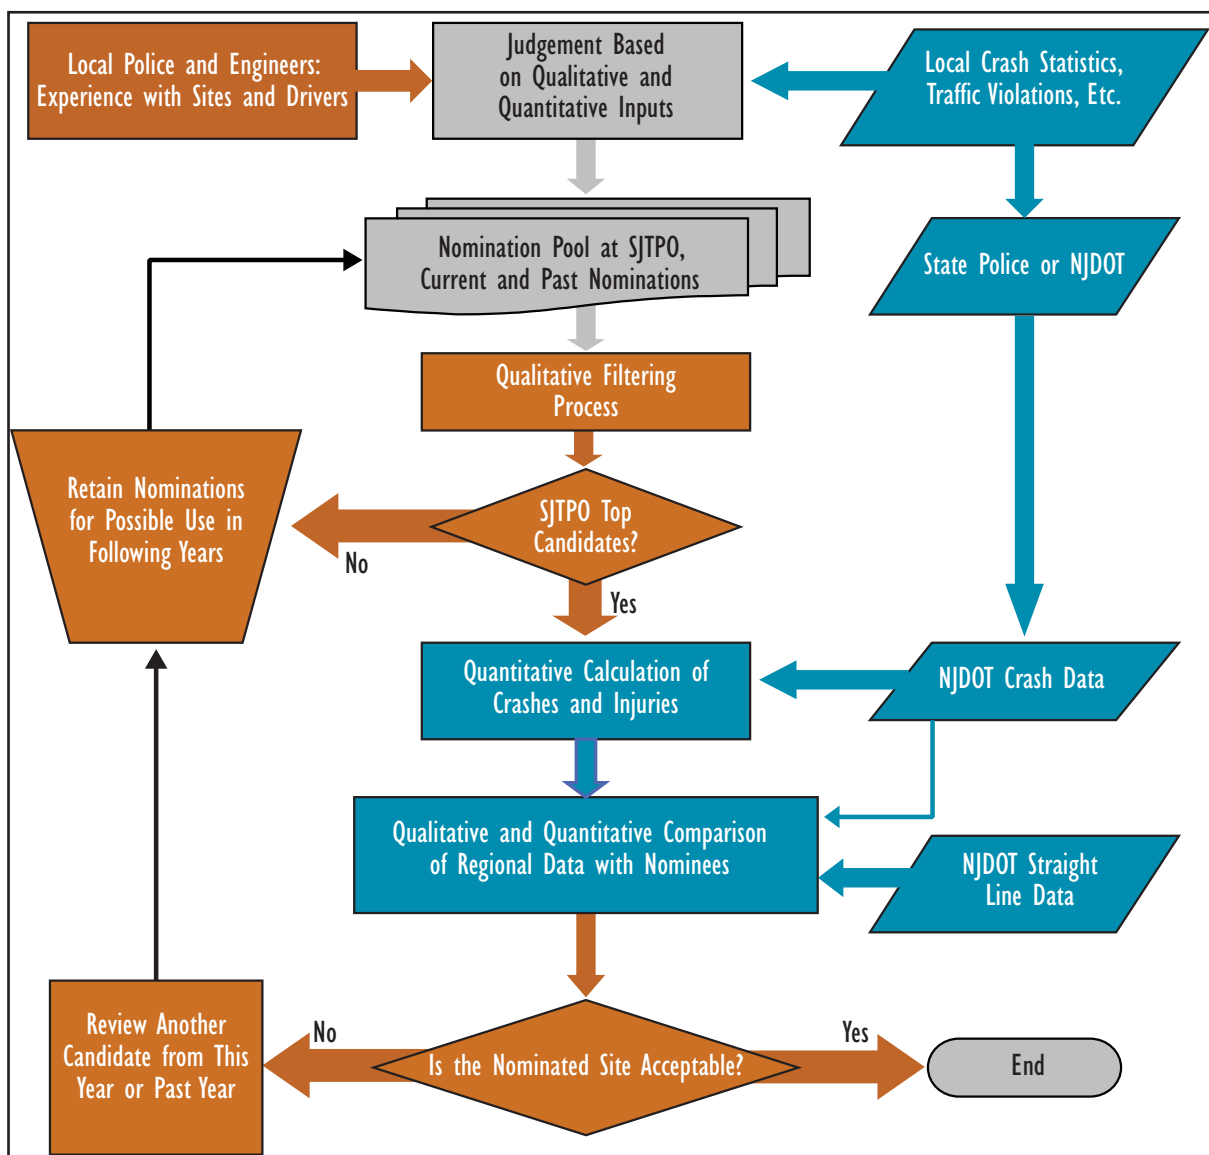 Local Police and Engineers:
Experience with Sites and Drivers
Judgement Based
on Qualitative and
Quantitative Inputs
Local Crash Statistics,
Traffic Violations, Etc.
Nomination Pool at SJTPO,
Current and Past Nominations
State Police or NJDOT
Qualitative Filtering
Process
Retain Nominations
for Possible Use in
Following Years
SJTPO Top
Candidates?
No
Yes
Quantitative Calculation of
Crashes and Injuries
NJDOT Crash Data
Qualitative and Quantitative Comparison
of Regional Data with Nominees
NJDOT Straight
Line Data
Review Another
Candidate from This
Year or Past Year
No
Is the Nominated Site Acceptable?
Yes
End